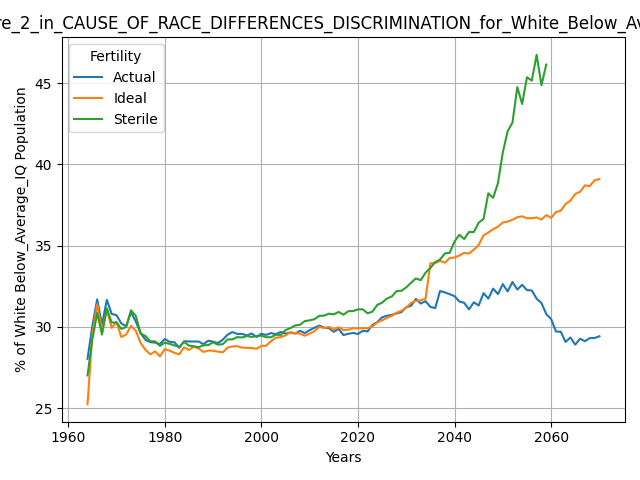 re_2_in_CAUSE_OF_RACE_DIFFERENCES_DISCRIMINATION_for_White_Below_Av
Fertility
Actual
Ideal
Sterile
% of White Below_Average_IQ Population
45
40
35
30
25
1960
1980
2000
2020
2040
2060
Years